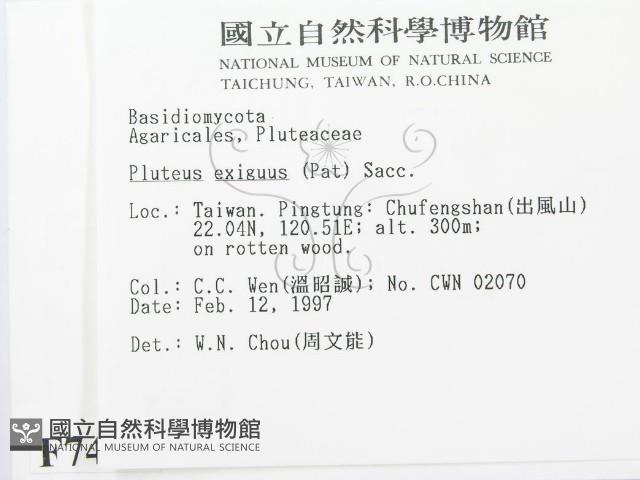 國立自然科學博物館
NATIONAL MUSEUM OF NATURAL SCIENCE
TAICHUNG, TAIWAN, R.O.CHINA
Basidiomycota
Agaricales, Pluteaceae
Pluteus exiguus (Pat) Sacc.
Loc.: Taiwan. Pingtung: Chufengshan(出風山)
22.04N, 120.51E; alt. 300m;
on rotten wood.
Col.: C.C. Wen(溫昭誠); No. CWN 02070
Date: Feb. 12, 1997
Det.: W.N. Chou(周文能)
國立自然科學博物館
NATIONAL MUSEUM OF NATURAL SCIENCE
F74